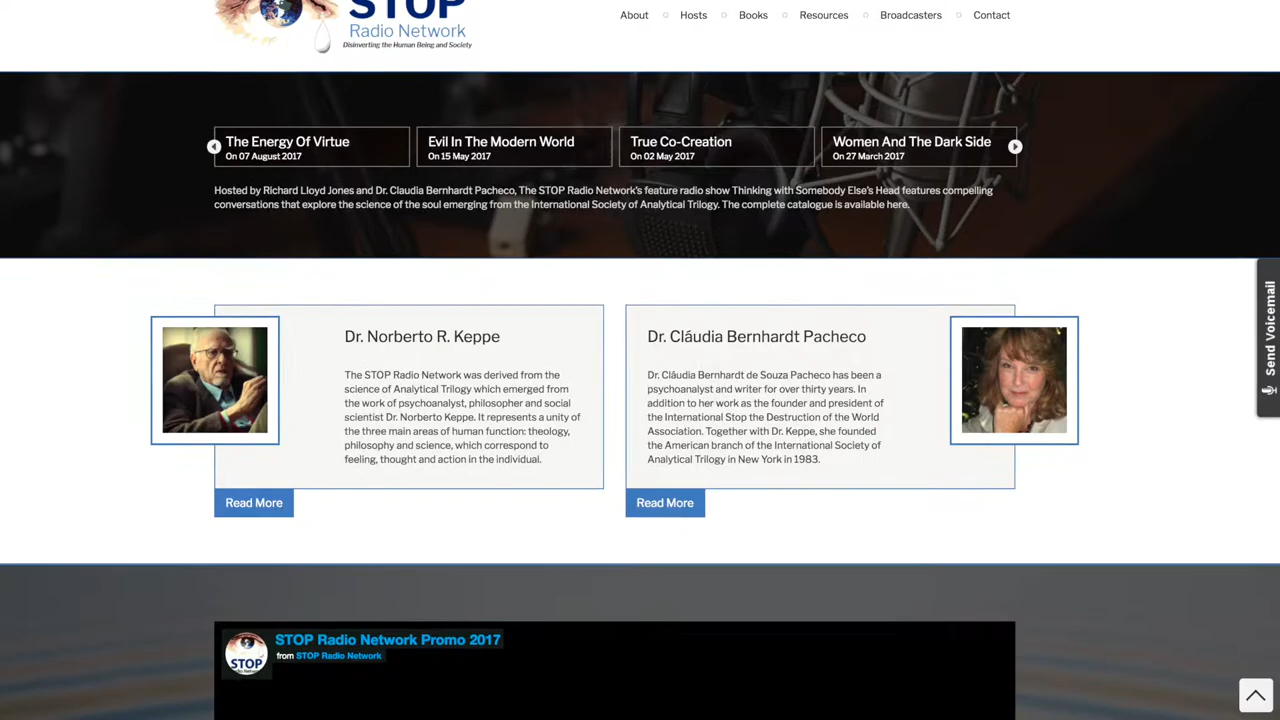 STOP
Radio Network
Disinverting the Human Being and Society
About
Hosts
Books
Resources
Broadcasters
Contact
The Energy Of Virtue
On 07 August 2017
Evil In The Modern World
On 15 May 2017
True Co-Creation
On 02 May 2017
Women And The Dark Side
On 27 March 2017
Hosted by Richard Lloyd Jones and Dr. Claudia Bernhardt Pacheco, The STOP Radio Network's feature radio show Thinking with Somebody Else's Head features compelling
conversations that explore the science of the soul emerging from the International Society of Analytical Trilogy. The complete catalogue is available here.
Send Voicemail
Dr. Norberto R. Keppe
The STOP Radio Network was derived from the
science of Analytical Trilogy which emerged from
the work of psychoanalyst, philosopher and social
scientist Dr. Norberto Keppe. It represents a unity of
the three main areas of human function: theology,
philosophy and science, which correspond to
feeling, thought and action in the individual.
Read More
Dr. Cláudia Bernhardt Pacheco
Dr. Cláudia Bernhardt de Souza Pacheco has been a
psychoanalyst and writer for over thirty years. In
addition to her work as the founder and president of
the International Stop the Destruction of the World
Association. Together with Dr. Keppe, she founded
the American branch of the International Society of
Analytical Trilogy in New York in 1983.
Read More
STOP
STOP Radio Network Promo 2017
from STOP Radio Network